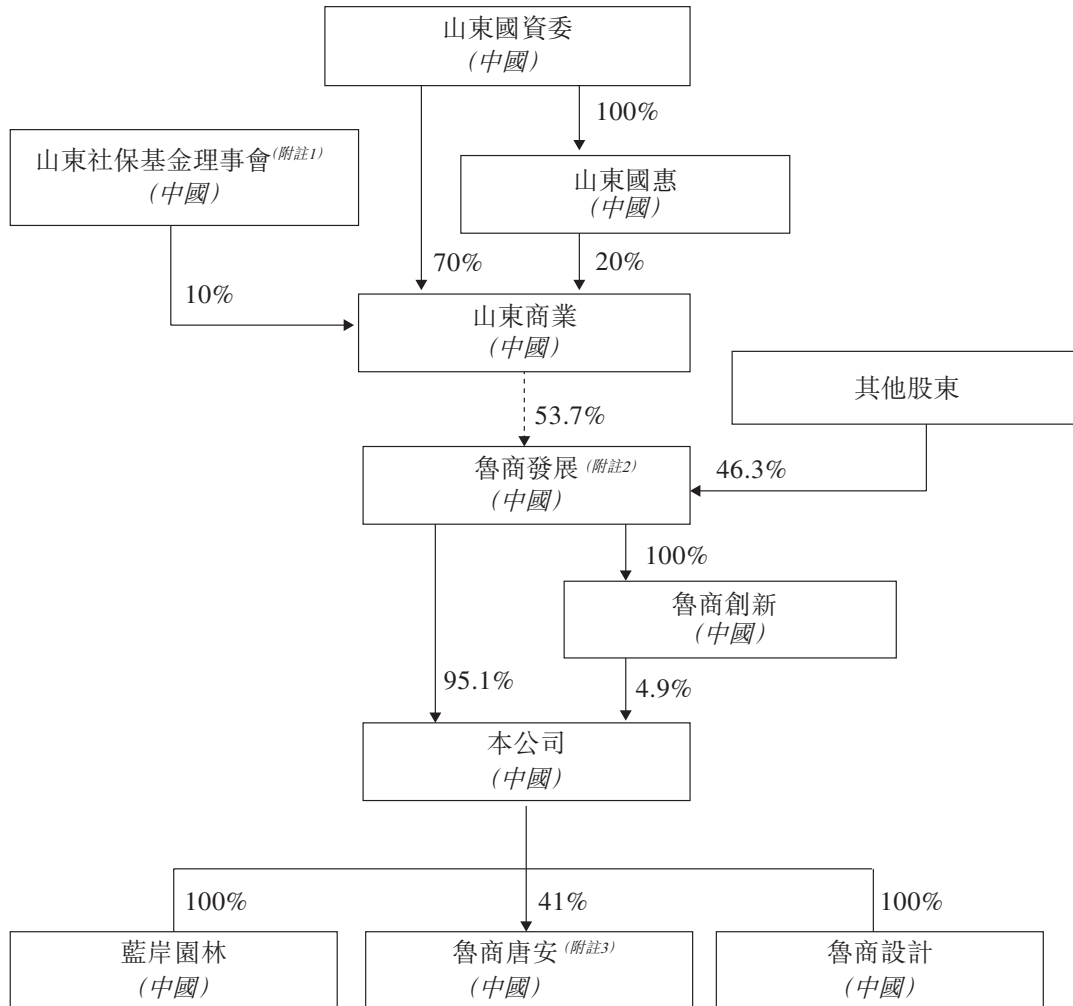 山東國資委
(中國)
100%
山東社保基金理事會(附註1)
(中國)
山東國惠
(中國)
70%
20%
10%
山東商業
(中國)
其他股東
53.7%
魯商發展(附註2)
(中國)
46.3%
100%
魯商創新
(中國)
95.1%
4.9%
本公司
(中國)
100%
41%
100%
藍岸園林
(中國)
魯商唐安(附註3)
(中國)
魯商設計
(中國)